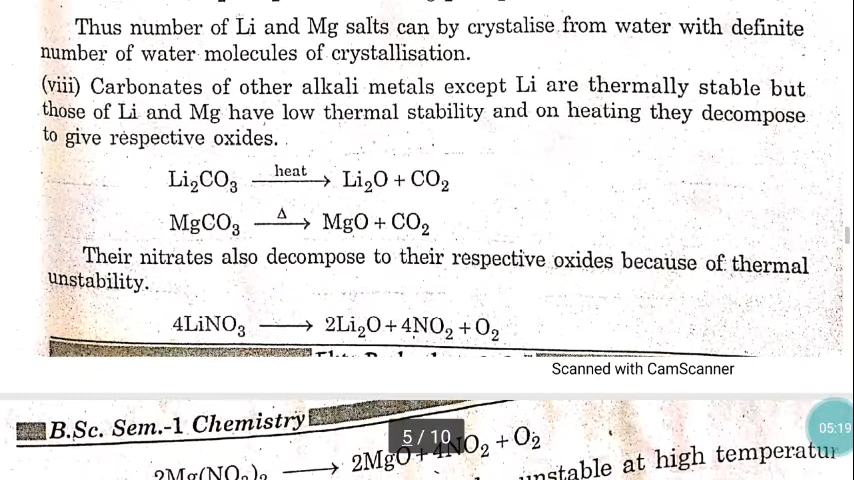 Thus number of Li and Mg salts can by crystalise from water with definite
number of water molecules of crystallisation.
(viii) Carbonates of other alkali metals except Li are thermally stable but
those of Li and Mg have low thermal stability and on heating they decompose
to give respective oxides.
Li₂CO₃ —heat→ Li₂O + CO₂
MgCO₃ —Δ→ MgO + CO₂
Their nitrates also decompose to their respective oxides because of thermal
unstability.
4LiNO₃ ⟶ 2Li₂O + 4NO₂ + O₂
Scanned with CamScanner
B.Sc. Sem.-1 Chemistry
5 / 10
05:19
2Mg(NO₃)₂ ⟶ 2MgO + 4NO₂ + O₂
unstable at high temperatur